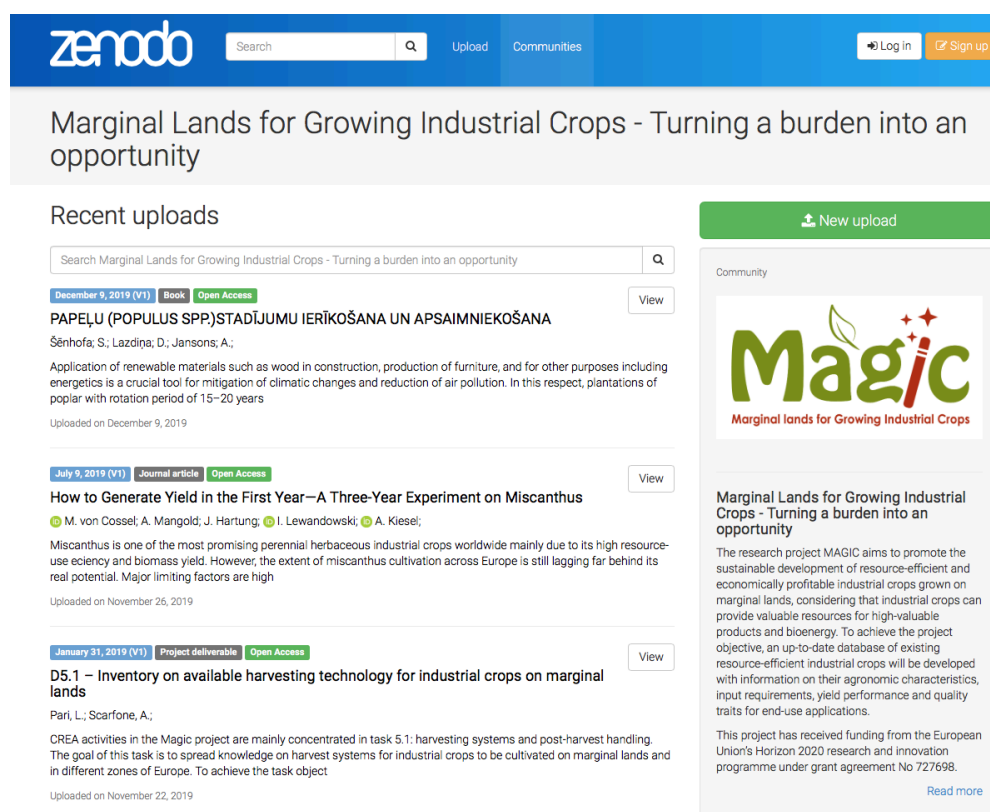 zenodo
Search
Upload
Communities
Log in
Sign up
Marginal Lands for Growing Industrial Crops - Turning a burden into an
opportunity
Recent uploads
Search Marginal Lands for Growing Industrial Crops - Turning a burden into an opportunity
December 9, 2019 (V1) Book Open Access
View
PAPEĻU (POPULUS SPP.)STADĪJUMU IERĪKOŠANA UN APSAIMNIEKOŠANA
Šēnhofa; S.; Lazdiņa; D.; Jansons; A.;
Application of renewable materials such as wood in construction, production of furniture, and for other purposes including
energetics is a crucial tool for mitigation of climatic changes and reduction of air pollution. In this respect, plantations of
poplar with rotation period of 15–20 years
Uploaded on December 9, 2019
July 9, 2019 (V1) Journal article Open Access
View
How to Generate Yield in the First Year—A Three-Year Experiment on Miscanthus
M. von Cossel; A. Mangold; J. Hartung; I. Lewandowski; A. Kiesel;
Miscanthus is one of the most promising perennial herbaceous industrial crops worldwide mainly due to its high resource-
use eciency and biomass yield. However, the extent of miscanthus cultivation across Europe is still lagging far behind its
real potential. Major limiting factors are high
Uploaded on November 26, 2019
January 31, 2019 (V1) Project deliverable Open Access
View
D5.1 – Inventory on available harvesting technology for industrial crops on marginal
lands
Pari, L.; Scarfone, A.;
CREA activities in the Magic project are mainly concentrated in task 5.1: harvesting systems and post-harvest handling.
The goal of this task is to spread knowledge on harvest systems for industrial crops to be cultivated on marginal lands and
in different zones of Europe. To achieve the task object
Uploaded on November 22, 2019
New upload
Community
Magic
Marginal lands for Growing Industrial Crops
Marginal Lands for Growing Industrial
Crops - Turning a burden into an
opportunity
The research project MAGIC aims to promote the
sustainable development of resource-efficient and
economically profitable industrial crops grown on
marginal lands, considering that industrial crops can
provide valuable resources for high-valuable
products and bioenergy. To achieve the project
objective, an up-to-date database of existing
resource-efficient industrial crops will be developed
with information on their agronomic characteristics,
input requirements, yield performance and quality
traits for end-use applications.
This project has received funding from the European
Union's Horizon 2020 research and innovation
programme under grant agreement No 727698.
Read more